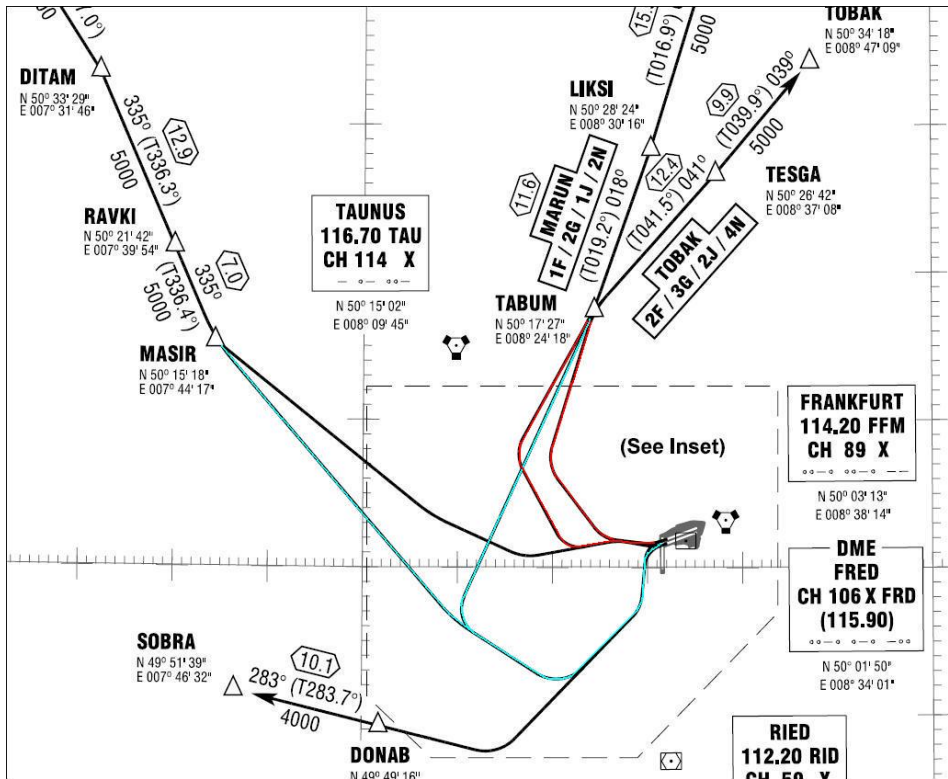 TOBAK
N 50° 34' 18"
E 008° 47' 09"
7.0°)
(T016.9°)
5000
9.9
(T039.9°) 039°
5000
DITAM
N 50° 33' 29"
E 007° 31' 46"
335° (T336.3°)
12.9
5000
LIKSI
N 50° 28' 24"
E 008° 30' 16"
TESGA
N 50° 26' 42"
E 008° 37' 08"
12.4
(T041.5°) 041°
11.6
MARUN
1F / 2G / 1J / 2N
(T019.2°) 018°
TOBAK
2F / 3G / 2J / 4N
RAVKI
N 50° 21' 42"
E 007° 39' 54"
335°
(T336.4°)
7.0
5000
TAUNUS
116.70 TAU
CH 114 X
N 50° 15' 02"
E 008° 09' 45"
TABUM
N 50° 17' 27"
E 008° 24' 18"
MASIR
N 50° 15' 18"
E 007° 44' 17"
(See Inset)
FRANKFURT
114.20 FFM
CH 89 X
N 50° 03' 13"
E 008° 38' 14"
DME
FRED
CH 106 X FRD
(115.90)
N 50° 01' 50"
E 008° 34' 01"
SOBRA
N 49° 51' 39"
E 007° 46' 32"
10.1
283° (T283.7°)
4000
DONAB
N 49° 49' 16"
RIED
112.20 RID
CH 59 X